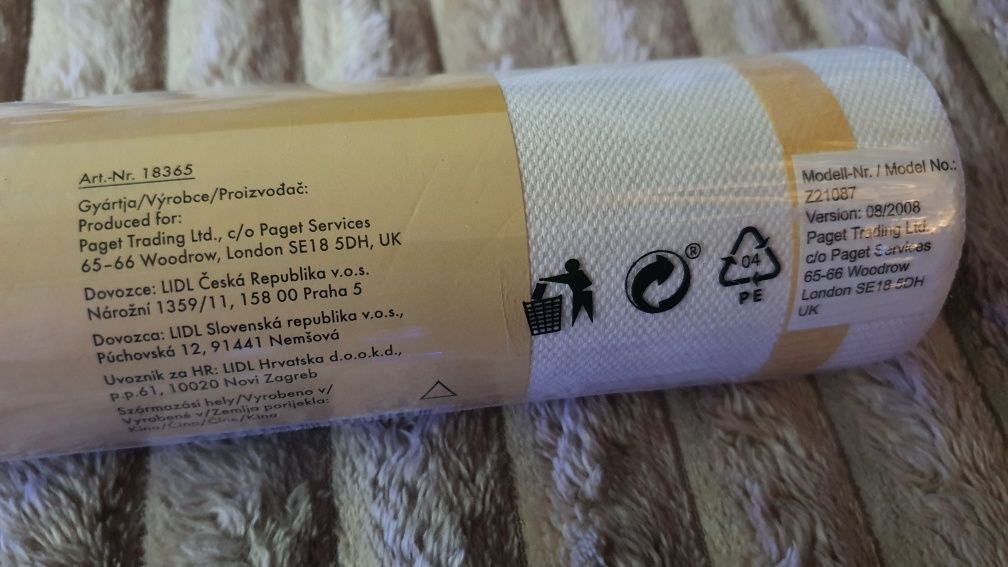 Art.-Nr. 18365
Gyártja/Výrobce/Proizvođač:
Produced for:
Paget Trading Ltd., c/o Paget Services
65–66 Woodrow, London SE18 5DH, UK
Dovozce: LIDL Česká Republika v.o.s.
Nárožní 1359/11, 158 00 Praha 5
Dovozca: LIDL Slovenská republika v.o.s.,
Púchovská 12, 91441 Nemšová
Uvoznik za HR: LIDL Hrvatska d.o.o.k.d.,
p.p.61, 10020 Novi Zagreb
Származási hely/Vyrobeno v/
Vyrobené v/Zemlja porijekla:
Kína/Čína/Čína/Kina
®
04
PE
Modell-Nr. / Model No.:
Z21087
Version: 08/2008
Paget Trading Ltd.
c/o Paget Services
65-66 Woodrow
London SE18 5DH
UK